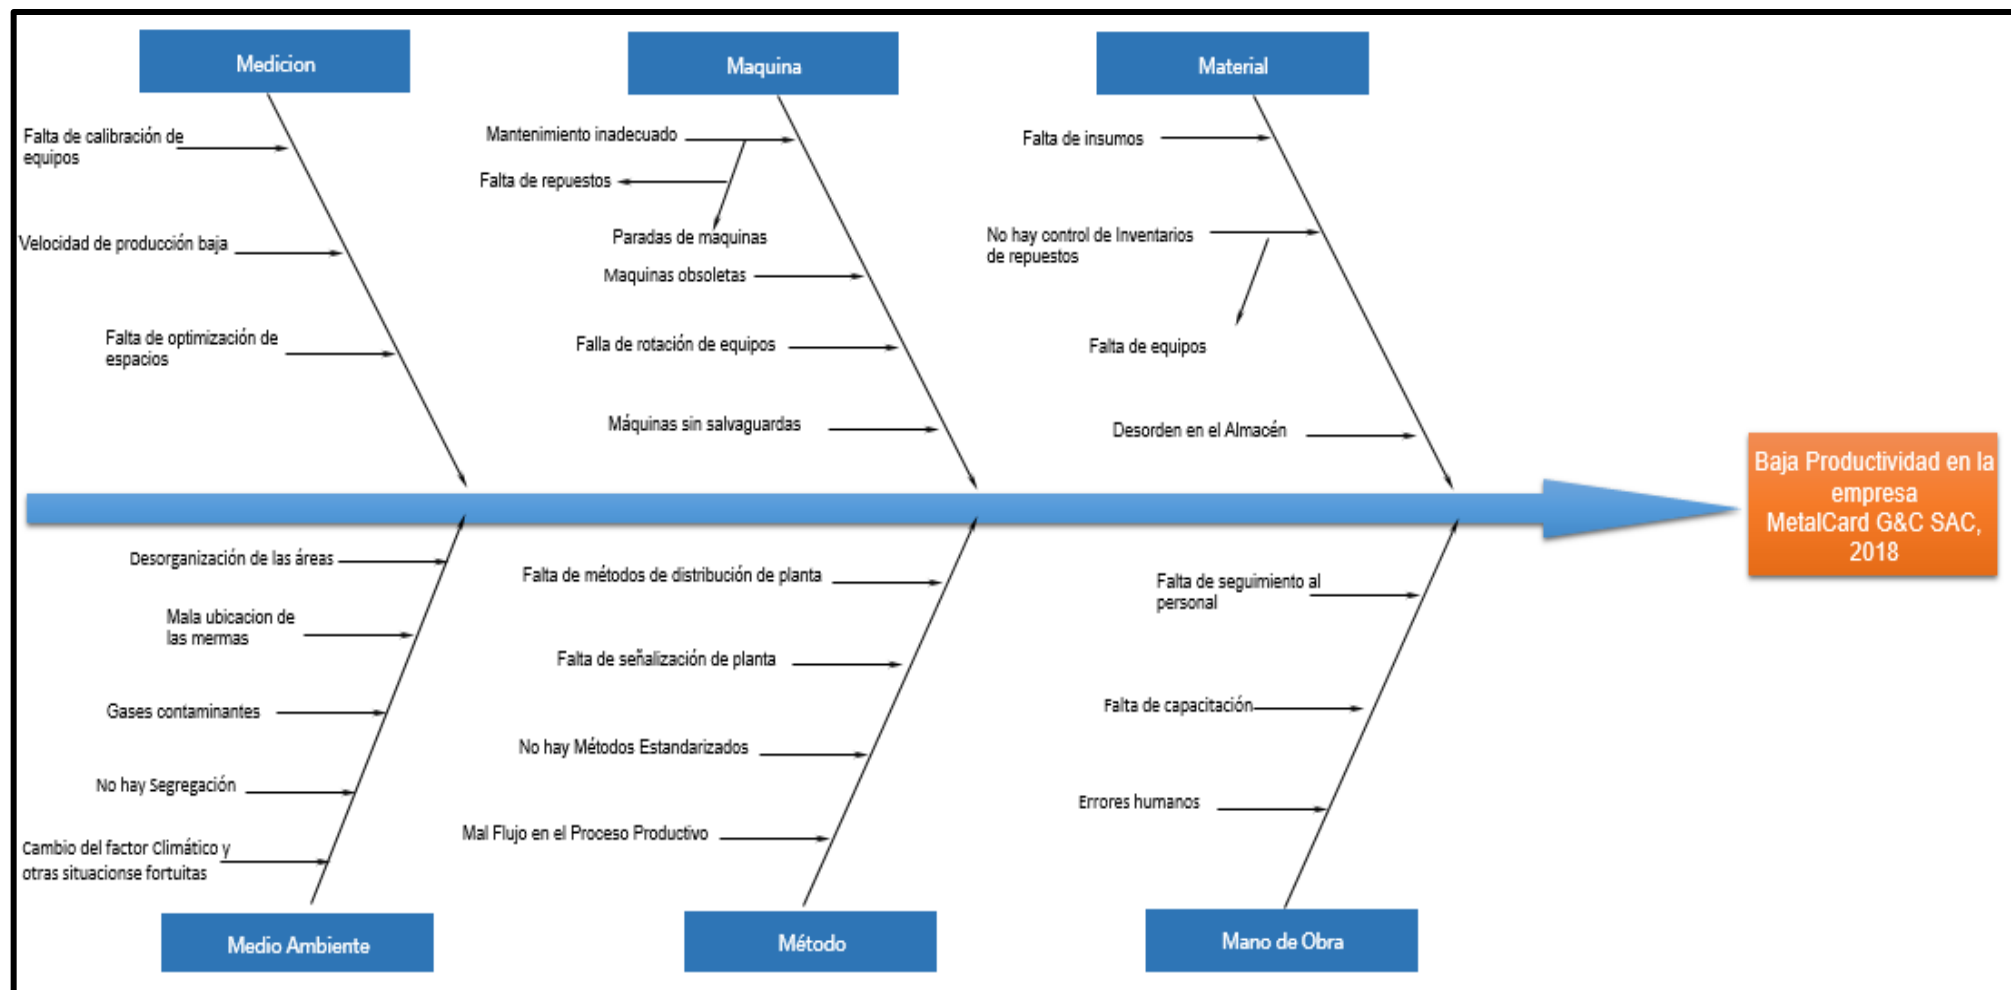 Medicion
Maquina
Material
Falta de calibración de
equipos
Velocidad de producción baja
Falta de optimización de
espacios
Mantenimiento inadecuado
Falta de repuestos
Paradas de maquinas
Maquinas obsoletas
Falla de rotación de equipos
Máquinas sin salvaguardas
Falta de insumos
No hay control de Inventarios
de repuestos
Falta de equipos
Desorden en el Almacén
Baja Productividad en la
empresa
MetalCard G&C SAC,
2018
Desorganización de las áreas
Mala ubicacion de
las mermas
Gases contaminantes
No hay Segregación
Cambio del factor Climático y
otras situacionse fortuitas
Falta de métodos de distribución de planta
Falta de señalización de planta
No hay Métodos Estandarizados
Mal Flujo en el Proceso Productivo
Falta de seguimiento al
personal
Falta de capacitación
Errores humanos
Medio Ambiente
Método
Mano de Obra